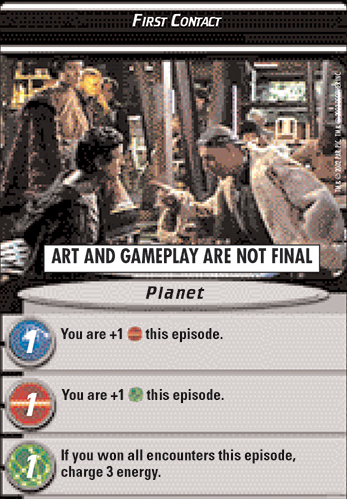 FIRST CONTACT
ART AND GAMEPLAY ARE NOT FINAL
Planet
1 You are +1 this episode.
1 You are +1 this episode.
1 If you won all encounters this episode,
charge 3 energy.